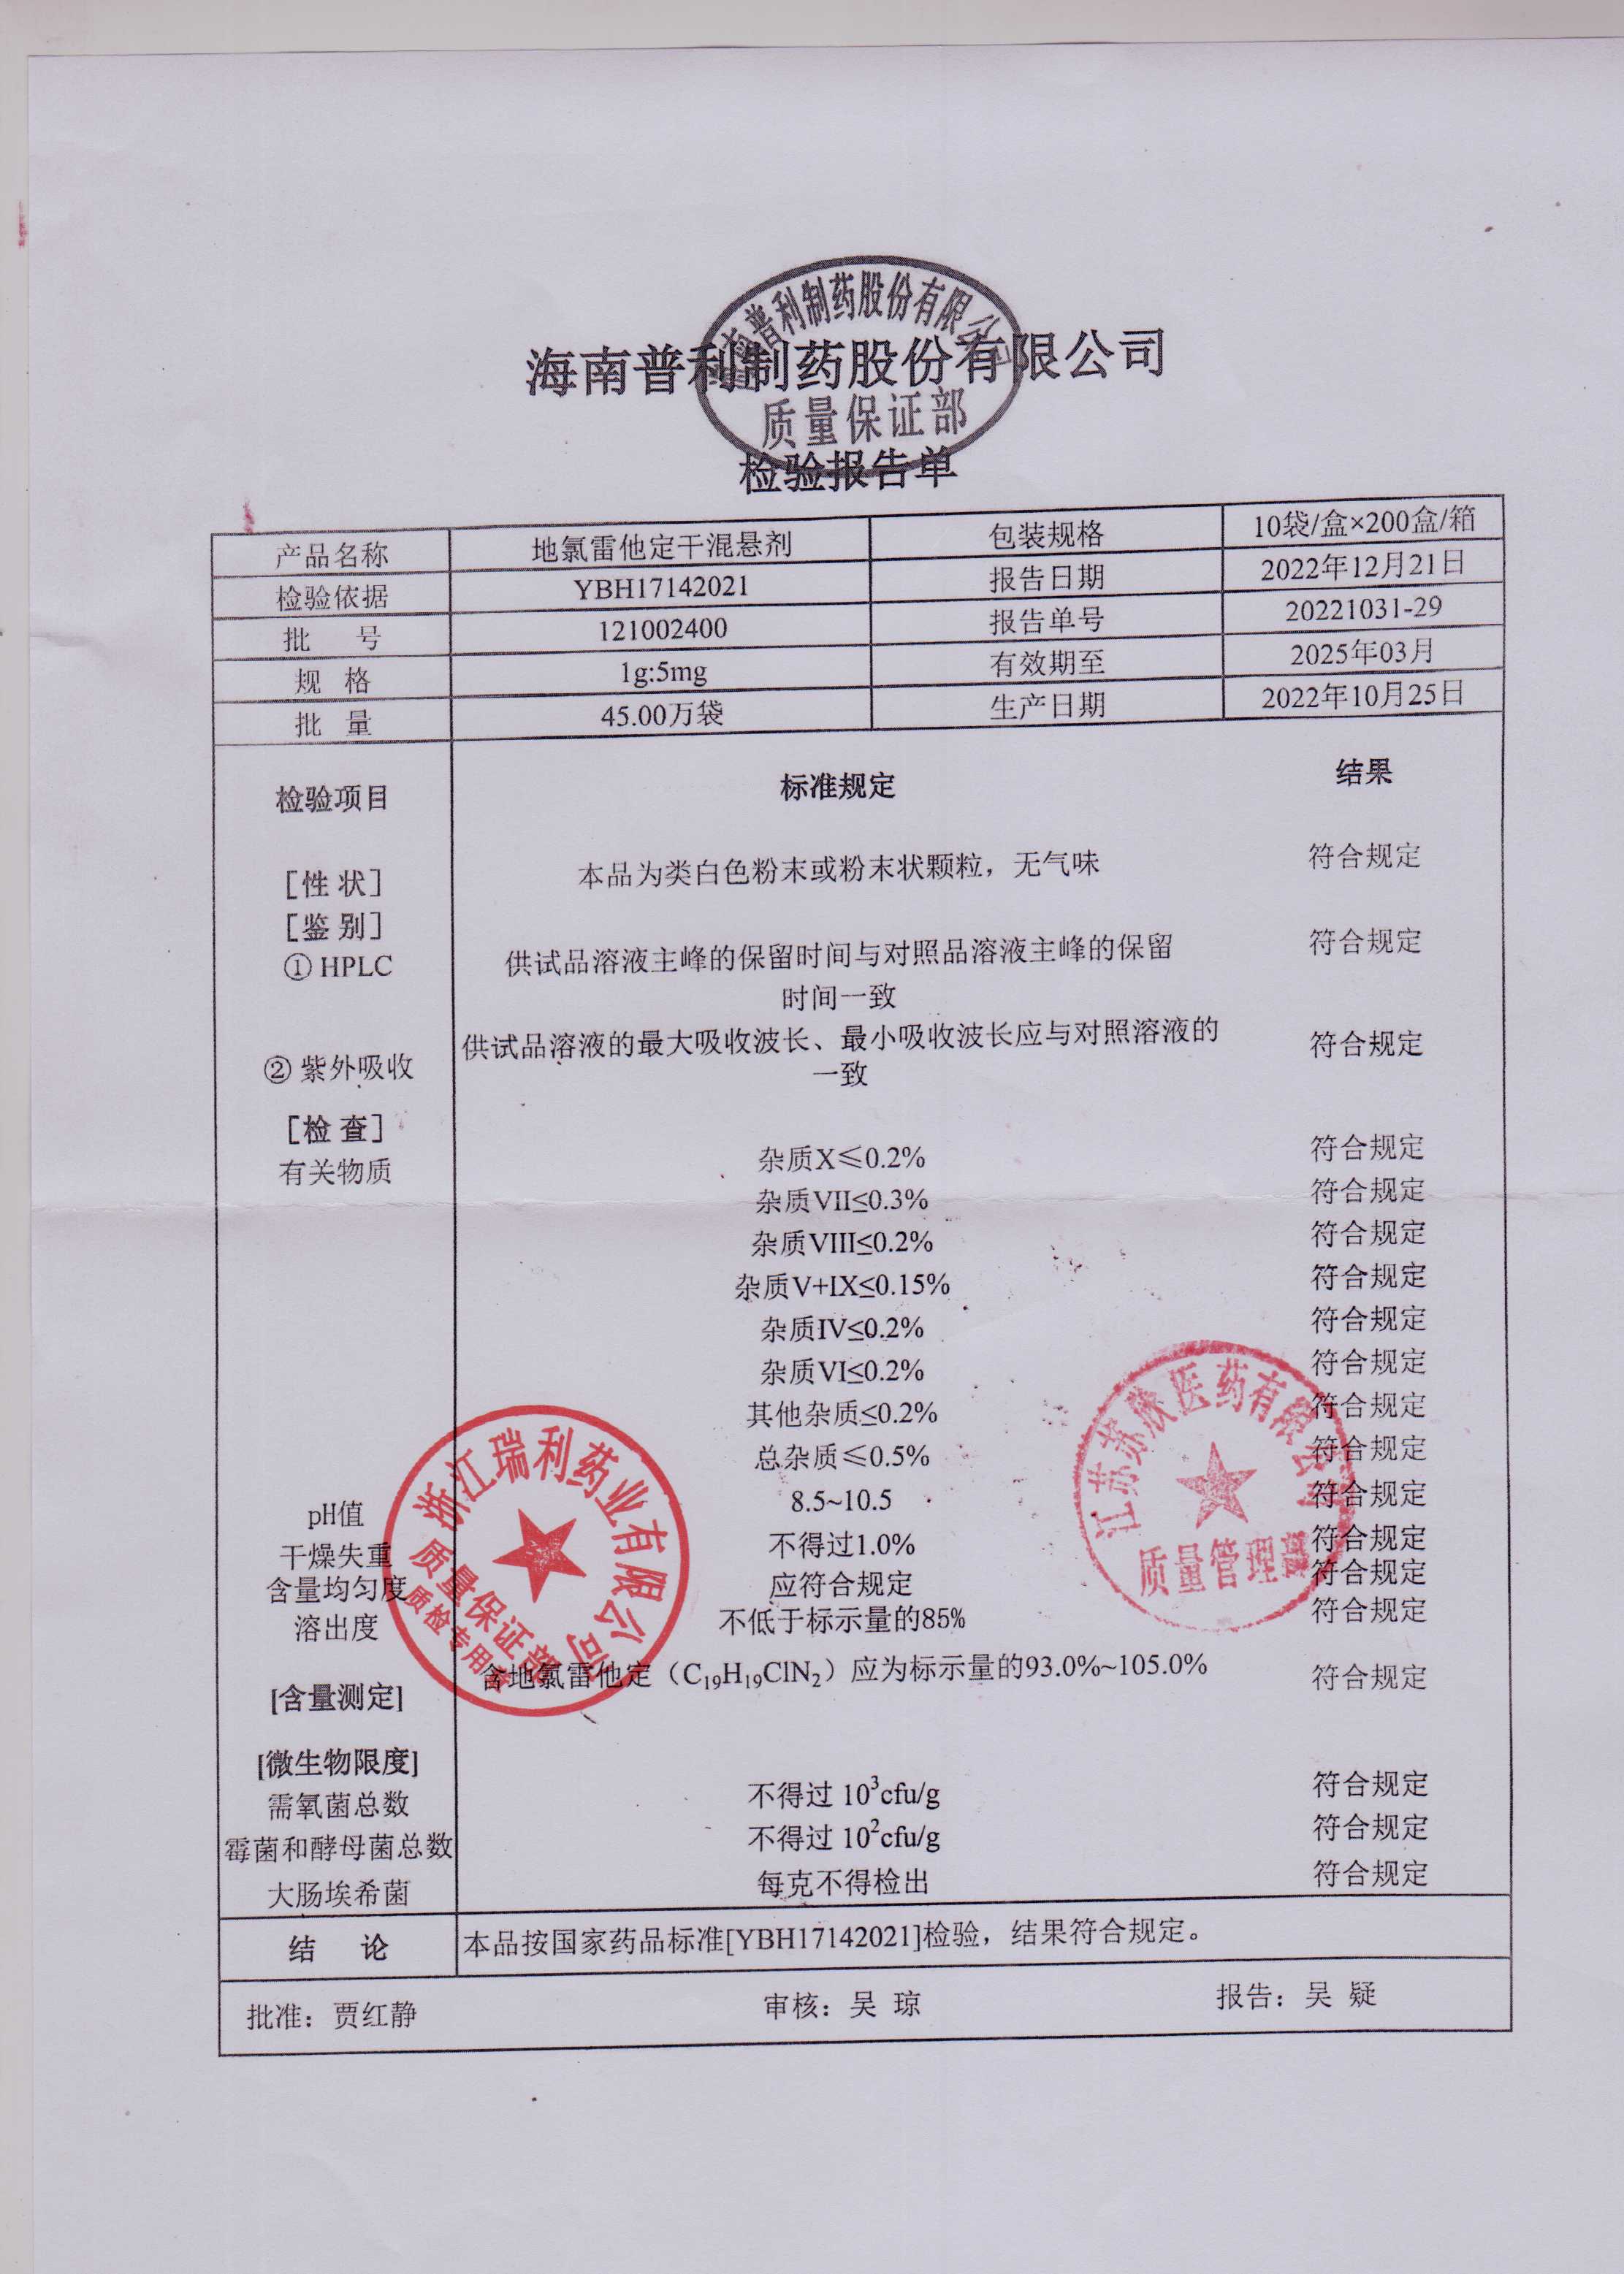 海南普利制药股份有限公司
质量保证部
海南普利制药股份有限公司
检验报告单
产品名称 地氯雷他定干混悬剂 包装规格 10袋/盒×200盒/箱
检验依据 YBH17142021 报告日期 2022年12月21日
批 号 121002400 报告单号 20221031-29
规 格 1g:5mg 有效期至 2025年03月
批 量 45.00万袋 生产日期 2022年10月25日
检验项目 标准规定 结果
[性 状] 本品为类白色粉末或粉末状颗粒，无气味 符合规定
[鉴 别]
① HPLC 供试品溶液主峰的保留时间与对照品溶液主峰的保留 符合规定
时间一致
② 紫外吸收 供试品溶液的最大吸收波长、最小吸收波长应与对照溶液的 符合规定
一致
[检 查]
有关物质 杂质X≤0.2% 符合规定
杂质VII≤0.3% 符合规定
杂质VIII≤0.2% 符合规定
杂质V+IX≤0.15% 符合规定
杂质IV≤0.2% 符合规定
杂质VI≤0.2% 符合规定
其他杂质≤0.2% 符合规定
总杂质≤0.5% 符合规定
pH值 8.5~10.5 符合规定
干燥失重 不得过1.0% 符合规定
含量均匀度 应符合规定 符合规定
溶出度 不低于标示量的85% 符合规定
[含量测定] 含地氯雷他定（C₁₉H₁₉ClN₂）应为标示量的93.0%~105.0% 符合规定
[微生物限度]
需氧菌总数 不得过 10³cfu/g 符合规定
霉菌和酵母菌总数 不得过 10²cfu/g 符合规定
大肠埃希菌 每克不得检出 符合规定
结 论 本品按国家药品标准[YBH17142021]检验，结果符合规定。
批准：贾红静 审核：吴 琼 报告：吴 疑
浙江瑞利药业有限公司
质量保证部
质检专用章
江苏苏欣医药有限公司
质量管理部